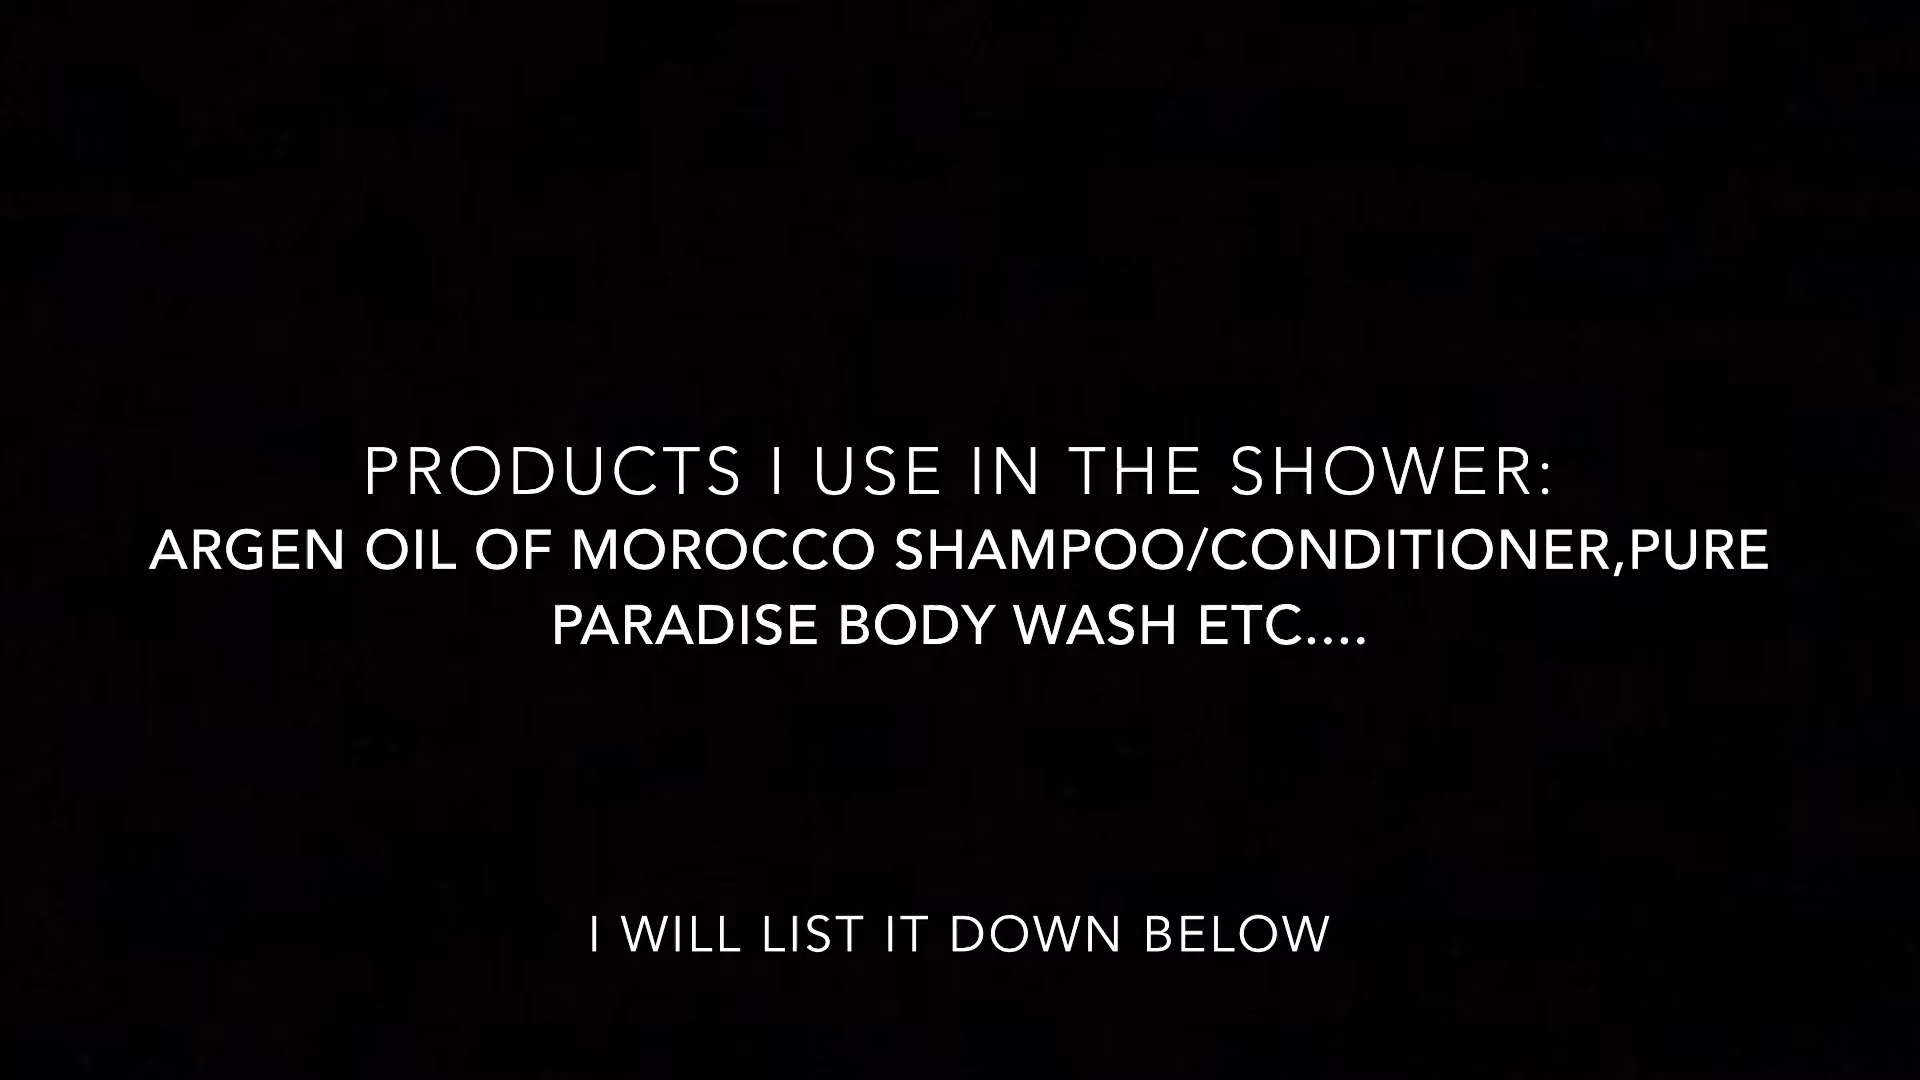 PRODUCTS I USE IN THE SHOWER:
ARGEN OIL OF MOROCCO SHAMPOO/CONDITIONER,PURE
PARADISE BODY WASH ETC....
I WILL LIST IT DOWN BELOW